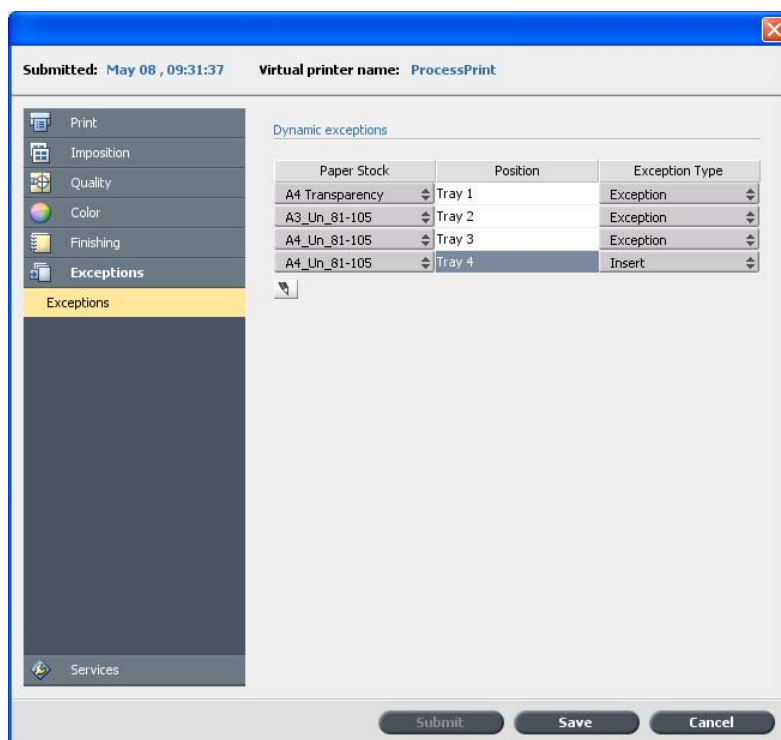 Submitted: May 08 , 09:31:37 Virtual printer name: ProcessPrint
Print
Imposition
Quality
Color
Finishing
Exceptions
Exceptions
Services
Dynamic exceptions
Paper Stock Position Exception Type
A4 Transparency Tray 1 Exception
A3_Un_81-105 Tray 2 Exception
A4_Un_81-105 Tray 3 Exception
A4_Un_81-105 Tray 4 Insert
Submit Save Cancel